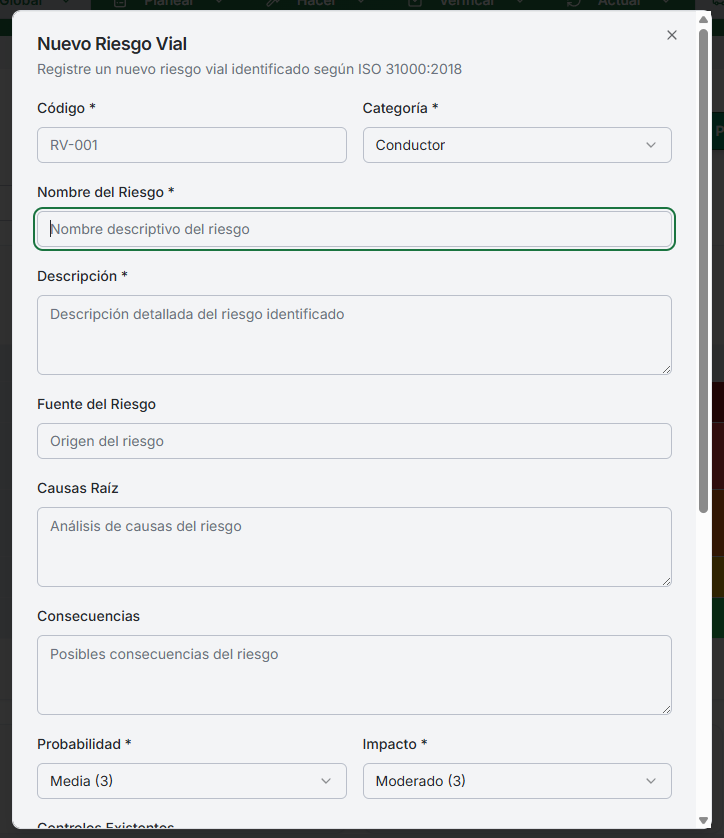 Planear Hacer Verificar Actuar
Nuevo Riesgo Vial
Registre un nuevo riesgo vial identificado según ISO 31000:2018
Código * Categoría *
RV-001 Conductor
Nombre del Riesgo *
Nombre descriptivo del riesgo
Descripción *
Descripción detallada del riesgo identificado
Fuente del Riesgo
Origen del riesgo
Causas Raíz
Análisis de causas del riesgo
Consecuencias
Posibles consecuencias del riesgo
Probabilidad * Impacto *
Media (3) Moderado (3)
Controles Existentes